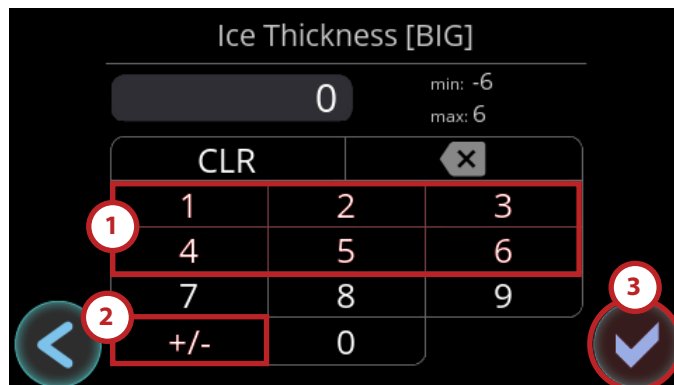 Ice Thickness [BIG]
0 min: -6
max: 6
CLR
1 2 3
1
4 5 6
7 8 9
3
2
+/- 0